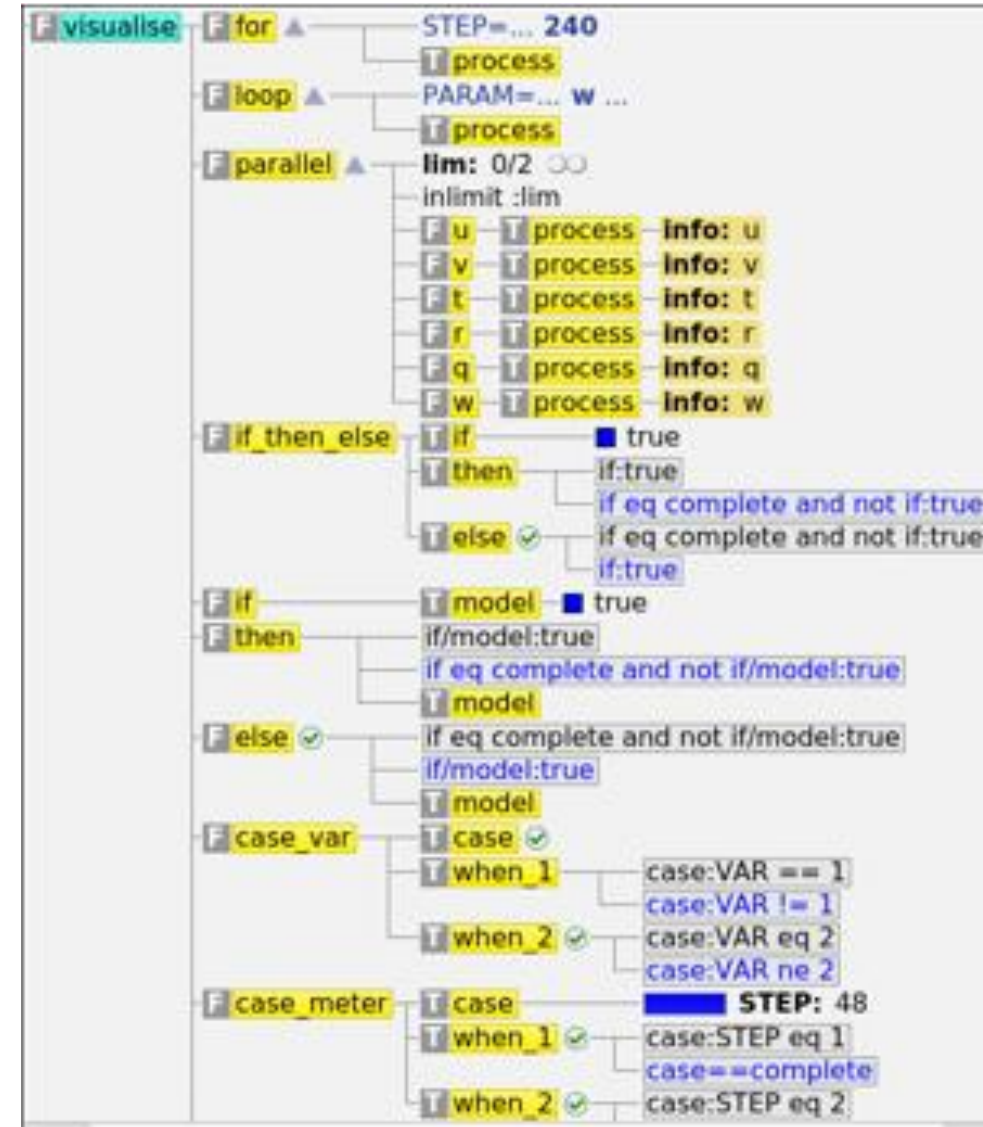 F visualise F for STEP=... 240
T process
F loop PARAM=... w ...
T process
F parallel lim: 0/2
inlimit :lim
F u T process info: u
F v T process info: v
F t T process info: t
F r T process info: r
F q T process info: q
F w T process info: w
F if_then_else T if true
T then if:true
if eq complete and not if:true
T else if eq complete and not if:true
if:true
F if T model true
F then if/model:true
if eq complete and not if/model:true
T model
F else if eq complete and not if/model:true
if/model:true
T model
F case_var T case
T when_1 case:VAR == 1
case:VAR != 1
T when_2 case:VAR eq 2
case:VAR ne 2
F case_meter T case STEP: 48
T when_1 case:STEP eq 1
case==complete
T when_2 case:STEP eq 2